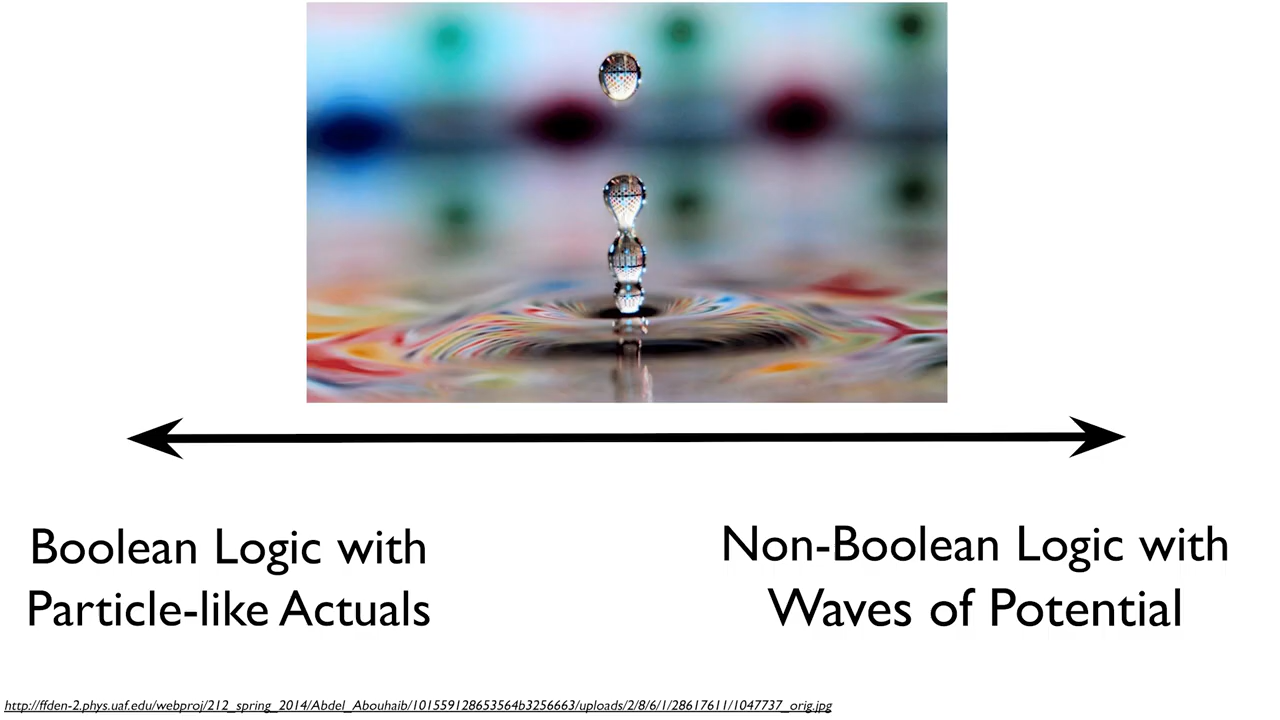 Boolean Logic with
Particle-like Actuals
Non-Boolean Logic with
Waves of Potential
http://ffden-2.phys.uaf.edu/webproj/212_spring_2014/Abdel_Abouhaib/101559128653564b3256663/uploads/2/8/6/1/28617611/1047737_orig.jpg